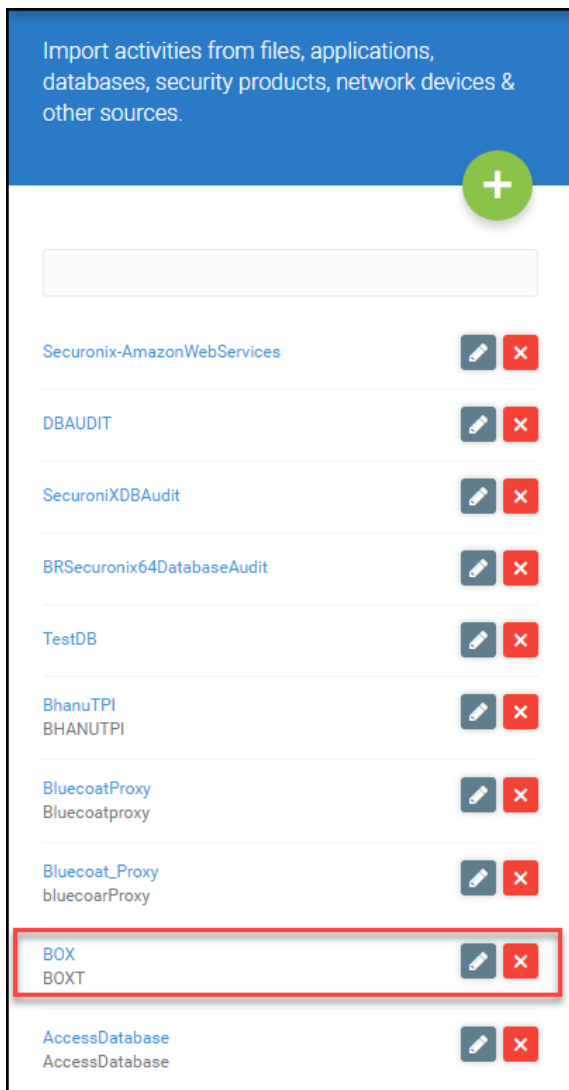 Import activities from files, applications,
databases, security products, network devices &
other sources.
Securonix-AmazonWebServices
DBAUDIT
SecuroniXDBAudit
BRSecuronix64DatabaseAudit
TestDB
BhanuTPI
BHANUTPI
BluecoatProxy
Bluecoatproxy
Bluecoat_Proxy
bluecoarProxy
BOX
BOXT
AccessDatabase
AccessDatabase